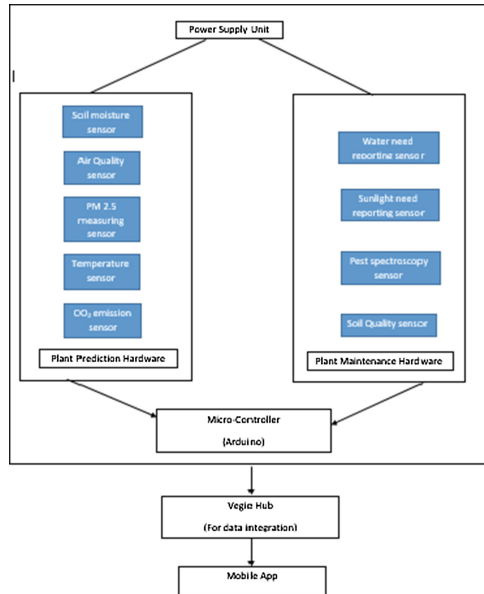 Power Supply Unit
Soil moisture
sensor
Air Quality
sensor
PM 2.5
measuring
sensor
Temperature
sensor
CO₂ emission
sensor
Plant Prediction Hardware
Water need
reporting sensor
Sunlight need
reporting sensor
Pest spectroscopy
sensor
Soil Quality sensor
Plant Maintenance Hardware
Micro-Controller
(Arduino)
Vegie Hub
(For data integration)
Mobile App